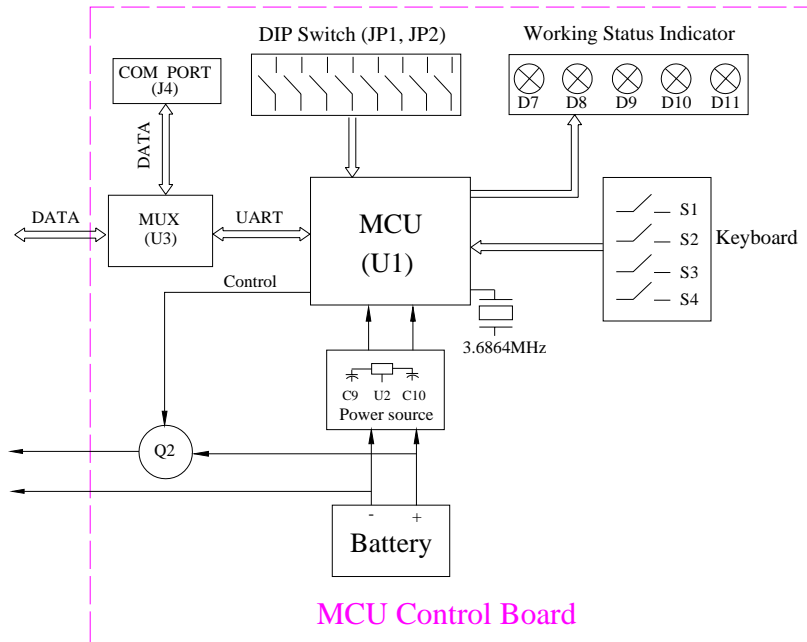 DIP Switch (JP1, JP2)
Working Status Indicator
COM PORT
(J4)
D7 D8 D9 D10 D11
DATA
DATA
MUX
(U3)
UART
MCU
(U1)
S1
S2
S3
S4
Keyboard
Control
3.6864MHz
C9 U2 C10
Power source
Q2
- +
Battery
MCU Control Board